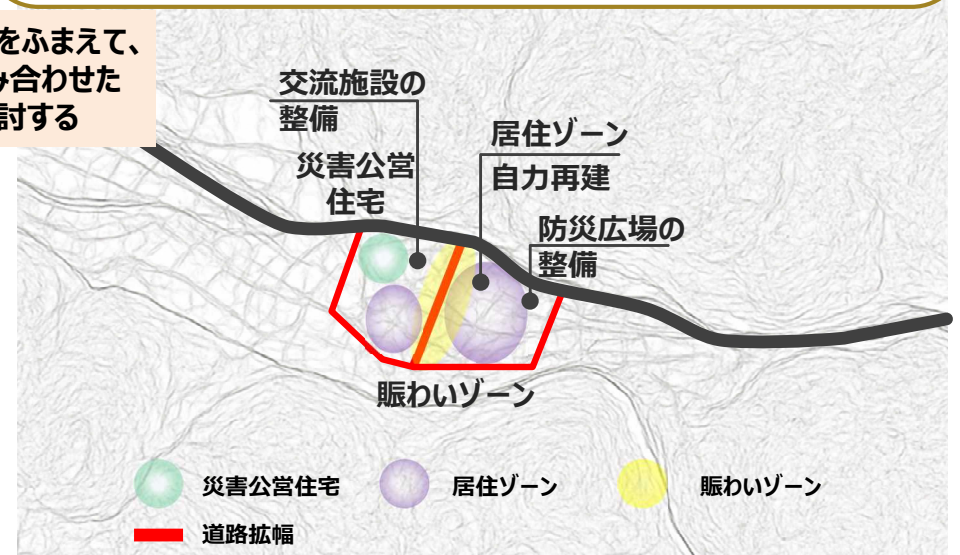 をふまえて、
み合わせた
討する
交流施設の
整備
災害公営
住宅
居住ゾーン
自力再建
防災広場の
整備
賑わいゾーン
災害公営住宅
居住ゾーン
賑わいゾーン
道路拡幅